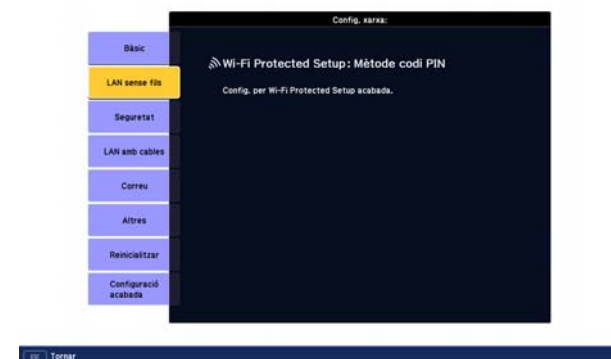 Config. xarxa:
Bàsic
Wi-Fi Protected Setup: Mètode codi PIN
LAN sense fils
Config. per Wi-Fi Protected Setup acabada.
Seguretat
LAN amb cables
Correu
Altres
Reinicialitzar
Configuració
acabada
Esc Tornar